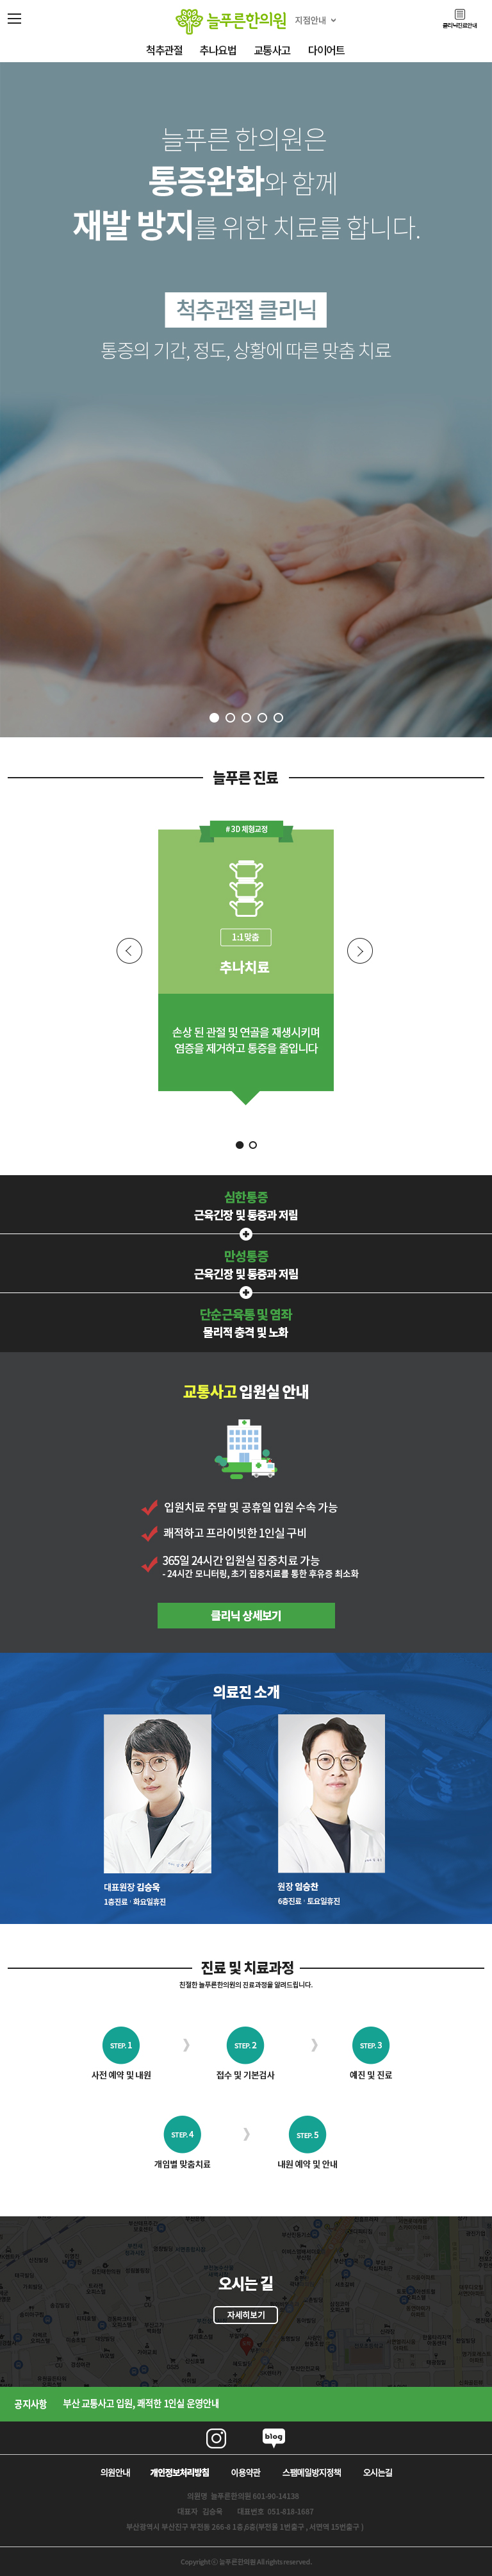 늘푸른한의원 지점안내
클리닉진료안내
척추관절 추나요법 교통사고 다이어트
늘푸른 한의원은
통증완화와 함께
재발 방지를 위한 치료를 합니다.
척추관절 클리닉
통증의 기간, 정도, 상황에 따른 맞춤 치료
늘푸른 진료
#3D 체형교정
1:1맞춤
추나치료
손상 된 관절 및 연골을 재생시키며
염증을 제거하고 통증을 줄입니다
심한통증
근육긴장 및 통증과 저림
만성통증
근육긴장 및 통증과 저림
단순근육통 및 염좌
물리적 충격 및 노화
교통사고 입원실 안내
입원치료 주말 및 공휴일 입원 수속 가능
쾌적하고 프라이빗한 1인실 구비
365일 24시간 입원실 집중치료 가능
- 24시간 모니터링, 초기 집중치료를 통한 후유증 최소화
클리닉 상세보기
의료진 소개
대표원장 김승욱
1층진료 · 화요일휴진
원장 임승찬
6층진료 · 토요일휴진
진료 및 치료과정
친절한 늘푸른한의원의 진료과정을 알려드립니다.
STEP. 1
STEP. 2
STEP. 3
사전 예약 및 내원
접수 및 기본검사
예진 및 진료
STEP. 4
STEP. 5
개임별 맞춤치료
내원 예약 및 안내
오시는 길
자세히보기
공지사항 부산 교통사고 입원, 쾌적한 1인실 운영안내
blog
의원안내 개인정보처리방침 이용약관 스팸메일방지정책 오시는길
의원명 늘푸른한의원 601-90-14138
대표자 김승욱 대표번호 051-818-1687
부산광역시 부산진구 부전동 266-8 1층,6층(부전몰 1번출구 , 서면역 15번출구 )
Copyright ⓒ 늘푸른한의원 All rights reserved.